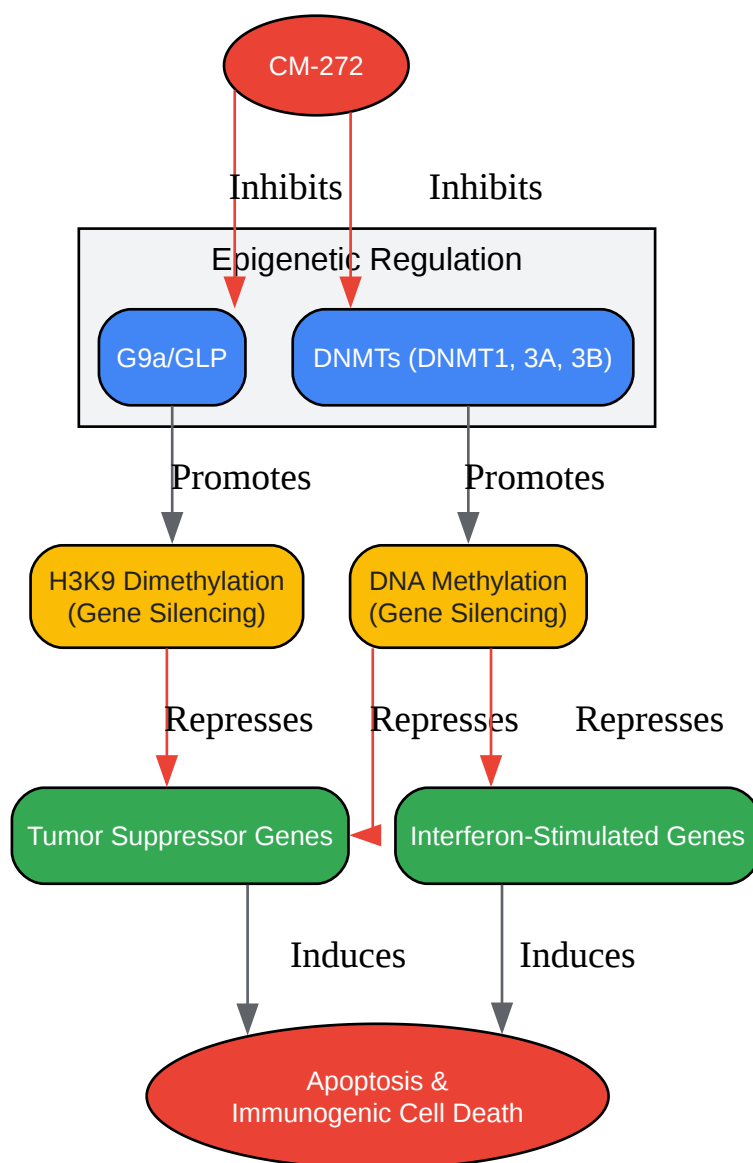 CM-272
Inhibits
Inhibits
Epigenetic Regulation
G9a/GLP
DNMTs (DNMT1, 3A, 3B)
Promotes
Promotes
H3K9 Dimethylation
(Gene Silencing)
DNA Methylation
(Gene Silencing)
Represses
Represses
Represses
Tumor Suppressor Genes
Interferon-Stimulated Genes
Induces
Induces
Apoptosis &
Immunogenic Cell Death